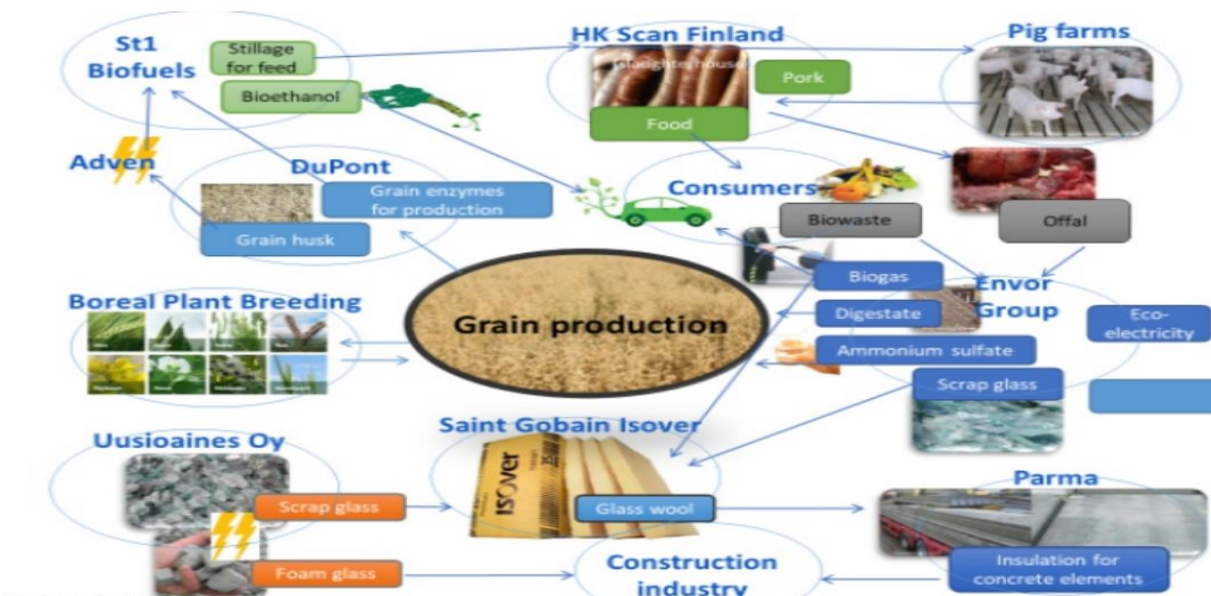 St1
Biofuels
Stillage
for feed
Bioethanol
HK Scan Finland
(slaughterhouse)
Pork
Food
Pig farms
Adven
DuPont
Grain enzymes
for production
Grain husk
Consumers
Biowaste
Offal
Boreal Plant Breeding
Grain production
Biogas
Digestate
Ammonium sulfate
Scrap glass
Envor
Group
Eco-
electricity
Uusioaines Oy
Scrap glass
Foam glass
Saint Gobain Isover
isover
Glass wool
Construction
industry
Parma
Insulation for
concrete elements